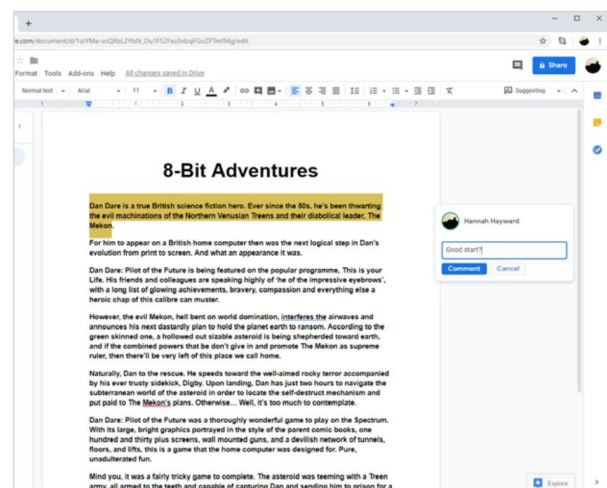 Format Tools Add-ons Help All changes saved in Drive
Share
Normal text Arial 11 B I U A Suggesting
8-Bit Adventures
Dan Dare is a true British science fiction hero. Ever since the 50s, he's been thwarting
the evil machinations of the Northern Venusian Treens and their diabolical leader, The
Mekon.
Hannah Hayward
Good start?
Comment Cancel
For him to appear on a British home computer then was the next logical step in Dan's
evolution from print to screen. And what an appearance it was.
Dan Dare: Pilot of the Future is being featured on the popular programme, This is your
Life. His friends and colleagues are speaking highly of 'he of the impressive eyebrows',
with a long list of glowing achievements, bravery, compassion and everything else a
heroic chap of this calibre can muster.
However, the evil Mekon, hell bent on world domination, interferes the airwaves and
announces his next dastardly plan to hold the planet earth to ransom. According to the
green skinned one, a hollowed out sizable asteroid is being shepherded toward earth,
and if the combined powers that be don't give in and promote The Mekon as supreme
ruler, then there'll be very left of this place we call home.
Naturally, Dan to the rescue. He speeds toward the well-aimed rocky terror accompanied
by his ever trusty sidekick, Digby. Upon landing, Dan has just two hours to navigate the
subterranean world of the asteroid in order to locate the self-destruct mechanism and
put paid to The Mekon's plans. Otherwise... Well, it's too much to contemplate.
Dan Dare: Pilot of the Future was a thoroughly wonderful game to play on the Spectrum.
With its large, bright graphics portrayed in the style of the parent comic books, one
hundred and thirty plus screens, wall mounted guns, and a devilish network of tunnels,
floors, and lifts, this is a game that the home computer was designed for. Pure,
unadulterated fun.
Mind you, it was a fairly tricky game to complete. The asteroid was teeming with a Treen
army, all armed to the teeth and capable of capturing Dan and sending him to prison for a
Explore